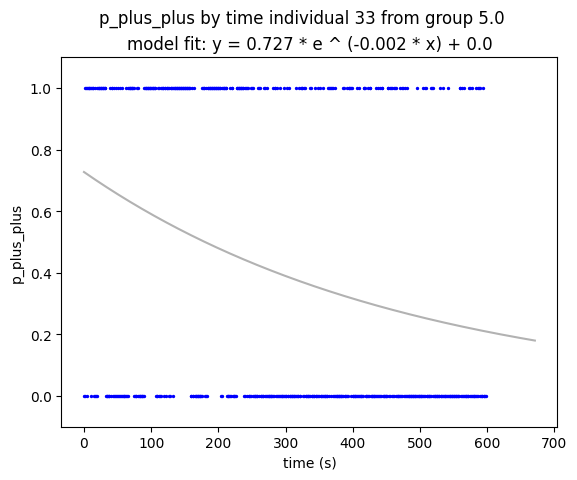 p_plus_plus by time individual 33 from group 5.0
model fit: y = 0.727 * e ^ (-0.002 * x) + 0.0
1.0
0.8
0.6
0.4
0.2
0.0
p_plus_plus
0 100 200 300 400 500 600 700
time (s)